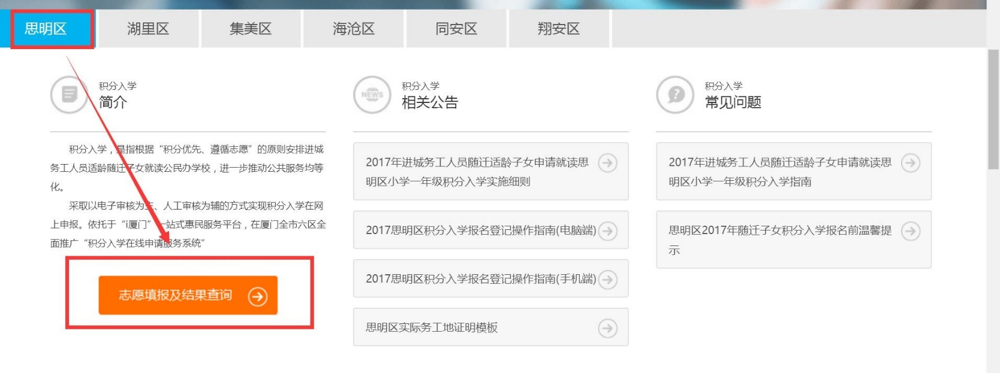 思明区 湖里区 集美区 海沧区 同安区 翔安区
积分入学
简介
积分入学，是指根据“积分优先、遵循志愿”的原则安排进城
务工人员适龄随迁子女就读公民办学校，进一步推动公共服务均等
化。
采取以电子审核为主、人工审核为辅的方式实现积分入学在网
上申报。依托于“i厦门”一站式惠民服务平台，在厦门全市六区全
面推广“积分入学在线申请服务系统”
志愿填报及结果查询
NEWS
积分入学
相关公告
2017年进城务工人员随迁适龄子女申请就读思
明区小学一年级积分入学实施细则
2017思明区积分入学报名登记操作指南(电脑端)
2017思明区积分入学报名登记操作指南(手机端)
思明区实际务工地证明模板
?
积分入学
常见问题
2017年进城务工人员随迁适龄子女申请就读思
明区小学一年级积分入学指南
思明区2017年随迁子女积分入学报名前温馨提
示